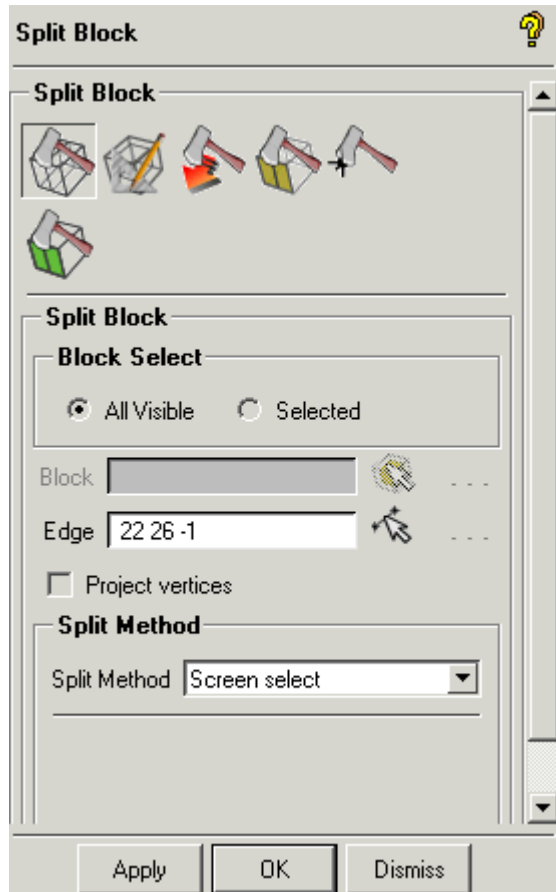 Split Block
Split Block
Split Block
Block Select
All Visible Selected
Block
Edge 22 26 -1
Project vertices
Split Method
Split Method Screen select
Apply OK Dismiss